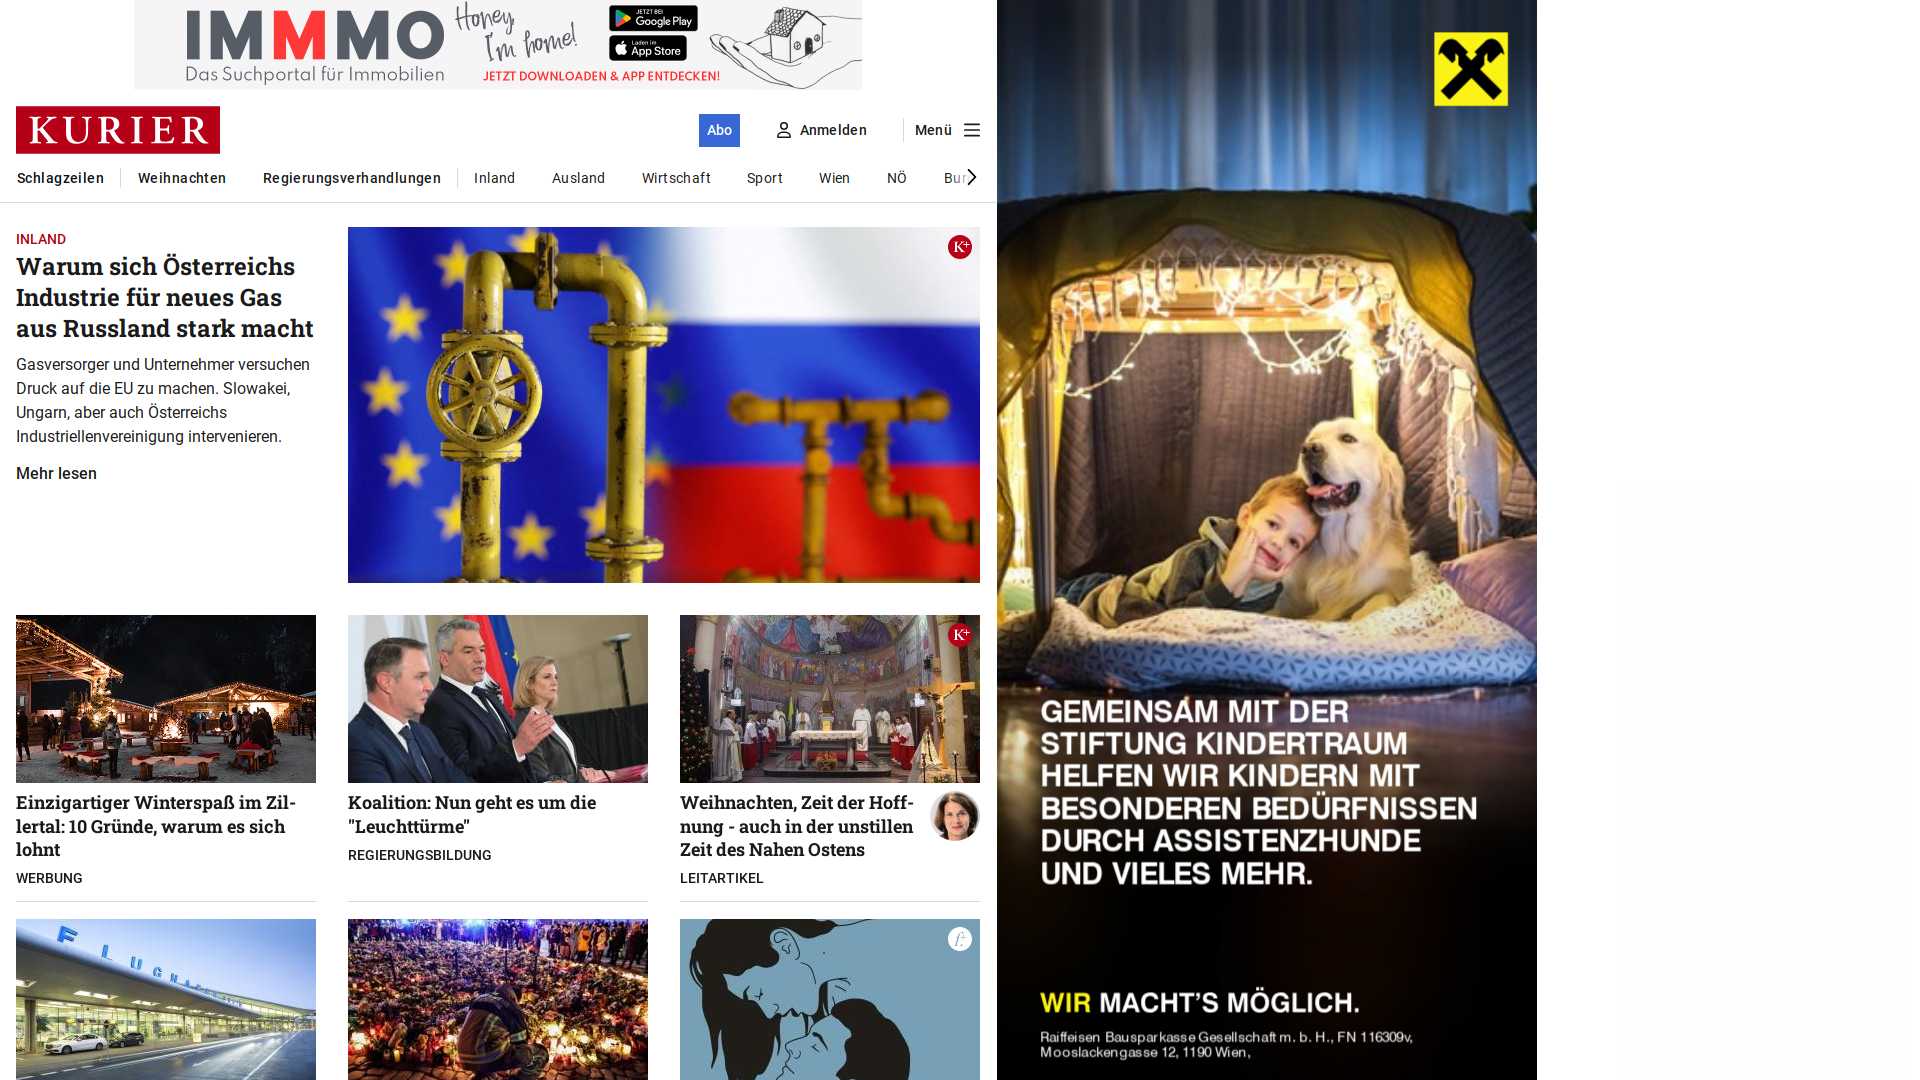 IMMMO
Das Suchportal für Immobilien
Honey,
I'm home!
JETZT BEI
Google Play
Laden im
App Store
JETZT DOWNLOADEN & APP ENTDECKEN!
KURIER
Abo
Anmelden
Menü
Schlagzeilen
Weihnachten
Regierungsverhandlungen
Inland
Ausland
Wirtschaft
Sport
Wien
NÖ
INLAND
Warum sich Österreichs
Industrie für neues Gas
aus Russland stark macht
Gasversorger und Unternehmer versuchen
Druck auf die EU zu machen. Slowakei,
Ungarn, aber auch Österreichs
Industriellenvereinigung intervenieren.
Mehr lesen
K+
Einzigartiger Winterspaß im Zil-
lertal: 10 Gründe, warum es sich
lohnt
WERBUNG
Koalition: Nun geht es um die
"Leuchttürme"
REGIERUNGSBILDUNG
K+
Weihnachten, Zeit der Hoff-
nung - auch in der unstillen
Zeit des Nahen Ostens
LEITARTIKEL
GEMEINSAM MIT DER
STIFTUNG KINDERTRAUM
HELFEN WIR KINDERN MIT
BESONDEREN BEDÜRFNISSEN
DURCH ASSISTENZHUNDE
UND VIELES MEHR.
WIR MACHT'S MÖGLICH.
Raiffeisen Bausparkasse Gesellschaft m. b. H., FN 116309v,
Mooslackengasse 12, 1190 Wien,